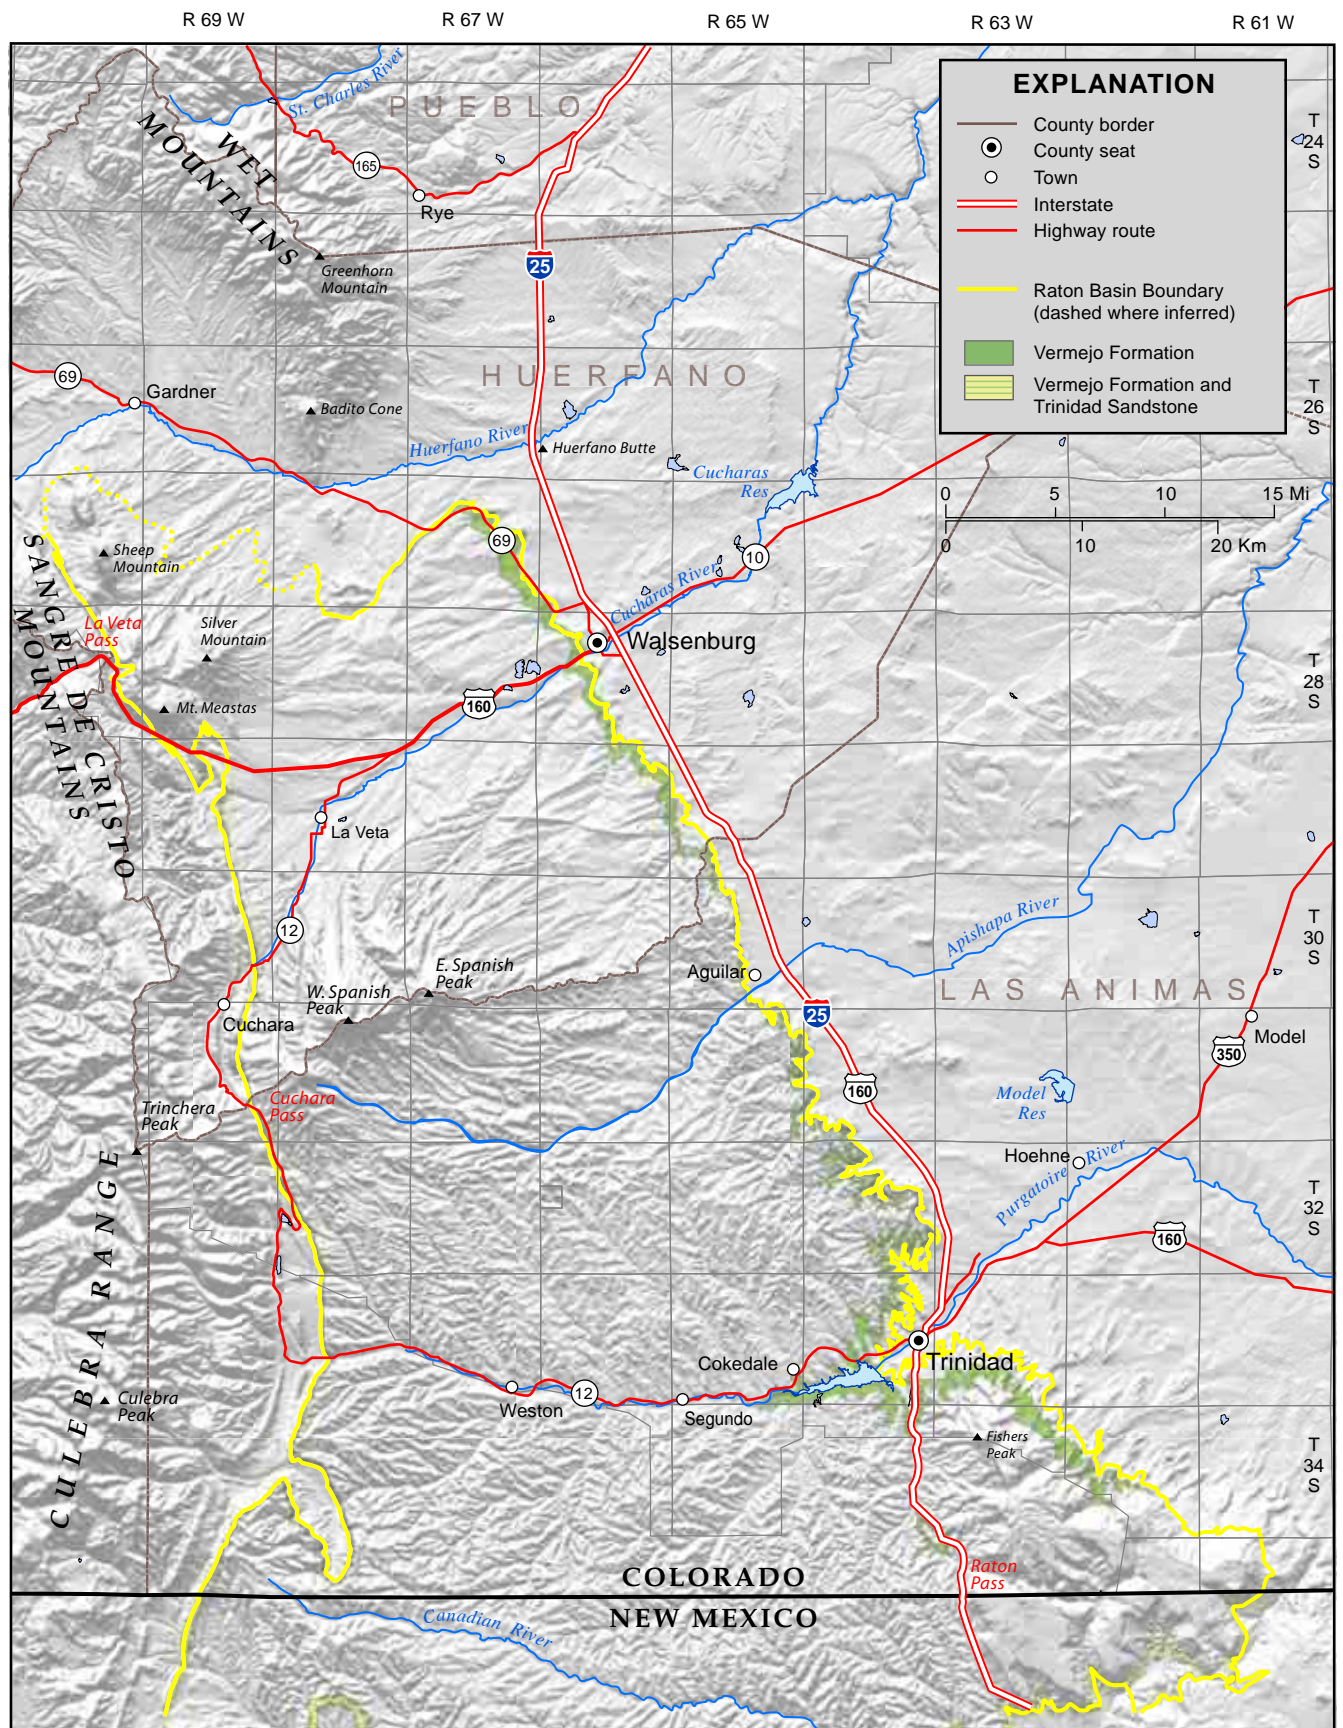 R 69 W
R 67 W
R 65 W
R 63 W
R 61 W
EXPLANATION
County border
County seat
Town
Interstate
Highway route
Raton Basin Boundary
(dashed where inferred)
Vermejo Formation
Vermejo Formation and
Trinidad Sandstone
T
24
S
T
26
S
T
28
S
T
30
S
T
32
S
T
34
S
0 5 10 15 Mi
0 10 20 Km
St. Charles River
PUEBLO
WET
MOUNTAINS
165
Rye
Greenhorn
Mountain
25
HUERFANO
69
Gardner
Badito Cone
Huerfano River
Huerfano Butte
Cucharas
Res
69
10
Cucharas River
Sheep
Mountain
SANGRE DE CRISTO
MOUNTAINS
La Veta
Pass
Silver
Mountain
Walsenburg
160
Mt. Meastas
La Veta
12
Apishapa River
Aguilar
LAS ANIMAS
E. Spanish
Peak
W. Spanish
Peak
Cuchara
25
Model
350
160
Model
Res
Trinchera
Peak
Cuchara
Pass
Hoehne
Purgatoire River
160
CULEBRA RANGE
Cokedale
Trinidad
Culebra
Peak
Weston
12
Segundo
Fishers
Peak
COLORADO
NEW MEXICO
Raton
Pass
Canadian River